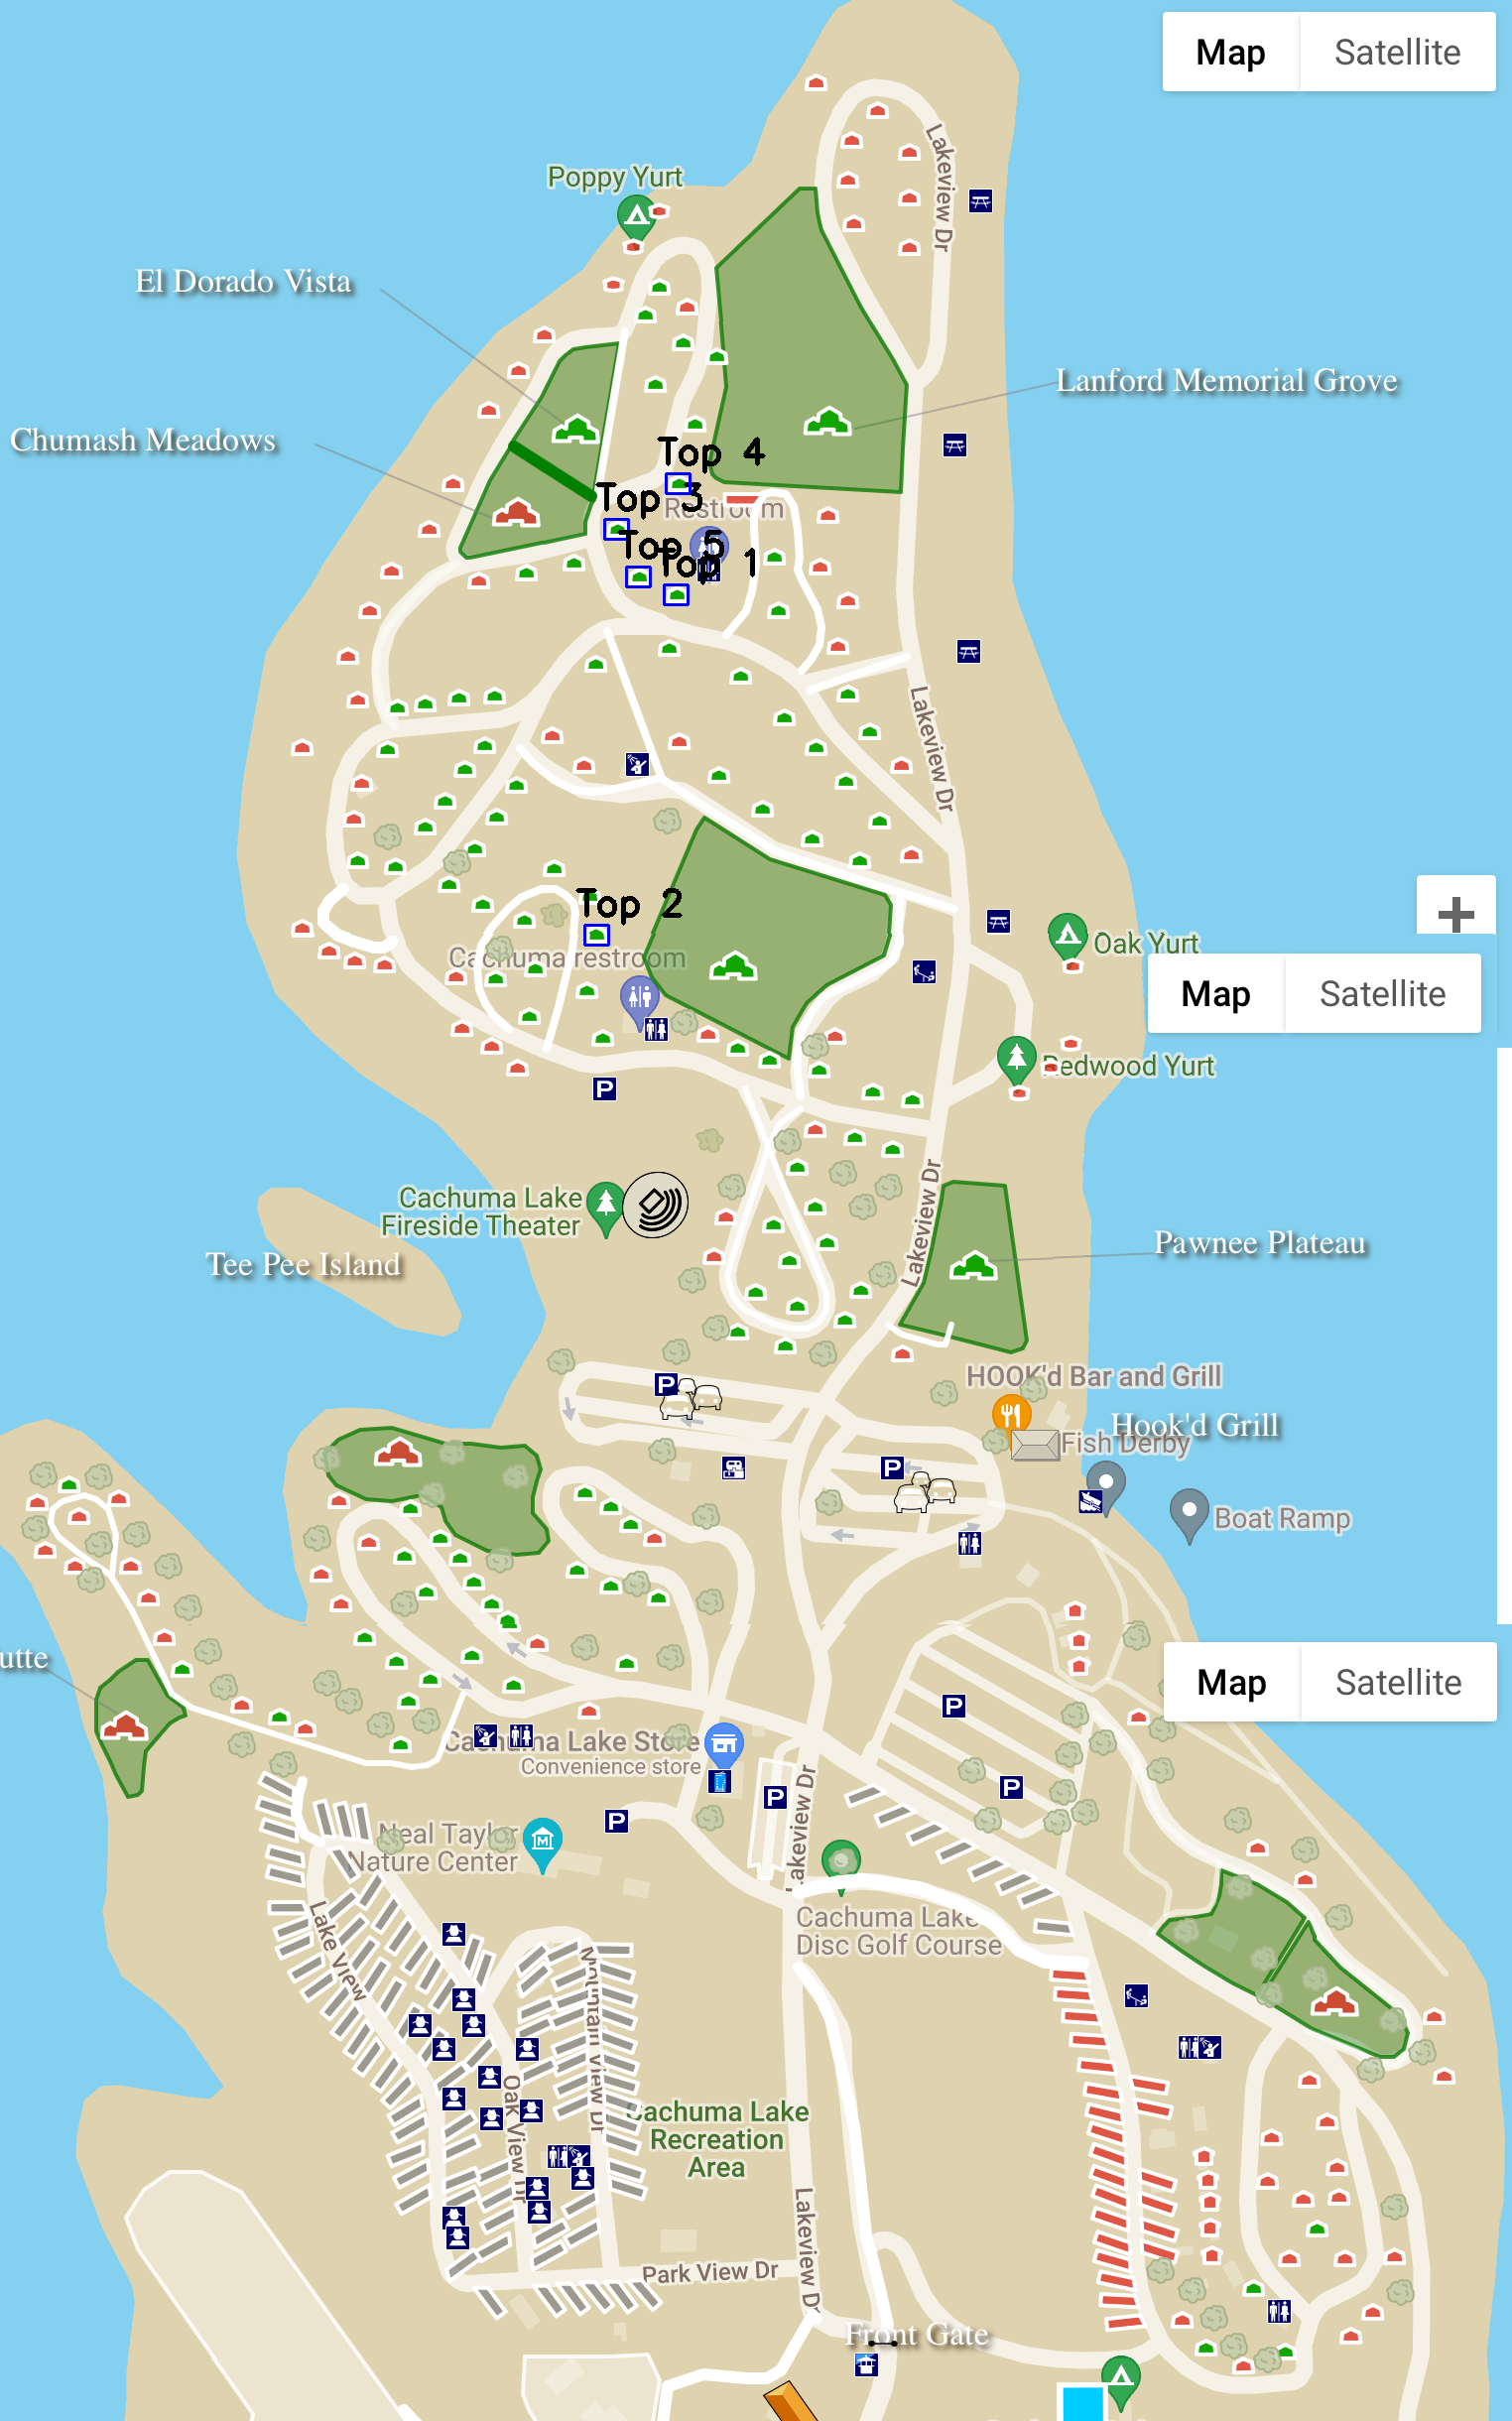 Map
Satellite
Lakeview Dr
Poppy Yurt
El Dorado Vista
Lanford Memorial Grove
Chumash Meadows
Top 4
Top 3
Restroom
Top 5
Top 1
Lakeview Dr
Top 2
Cachuma restroom
+
Oak Yurt
Map
Satellite
Redwood Yurt
Lakeview Dr
Cachuma Lake
Fireside Theater
Pawnee Plateau
Tee Pee Island
P
HOOK'd Bar and Grill
P
Hook'd Grill
Fish Derby
P
Boat Ramp
utte
Map
Satellite
P
Cachuma Lake Store
Convenience store
P
P
P
Lakeview Dr
Neal Taylor
Nature Center
M
Cachuma Lake
Disc Golf Course
Lake View
Mountain View Dr
Oak View Dr
Cachuma Lake
Recreation
Area
Lakeview Dr
Park View Dr
Front Gate